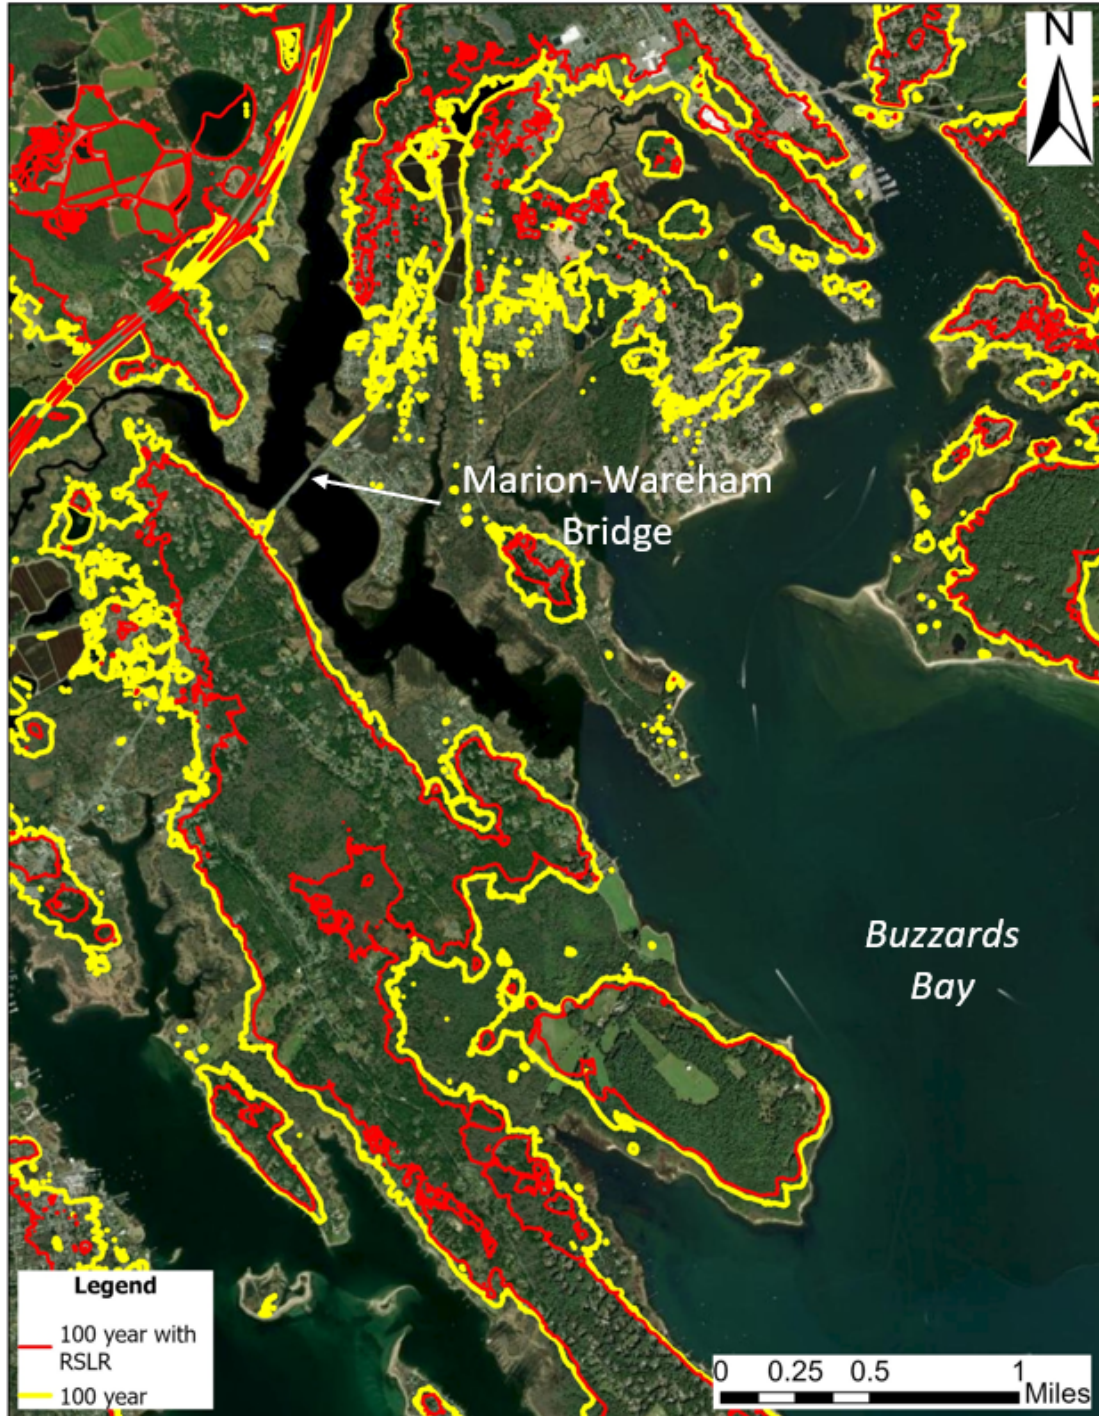 N
Marion-Wareham
Bridge
Buzzards
Bay
Legend
100 year with
RSLR
100 year
0 0.25 0.5 1
Miles